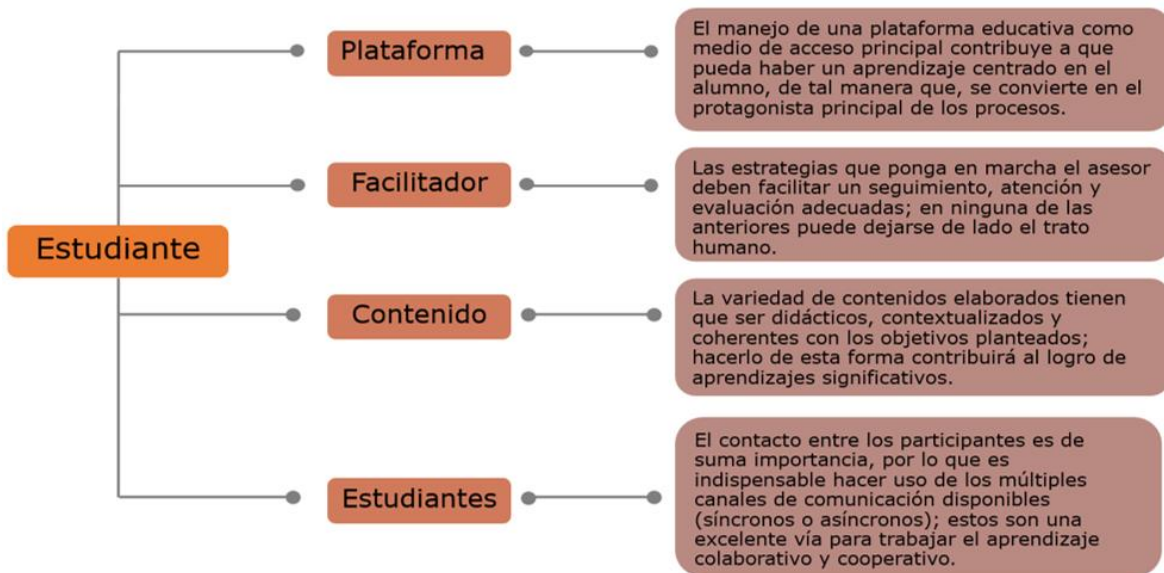 Estudiante
Plataforma
El manejo de una plataforma educativa como
medio de acceso principal contribuye a que
pueda haber un aprendizaje centrado en el
alumno, de tal manera que, se convierte en el
protagonista principal de los procesos.
Facilitador
Las estrategias que ponga en marcha el asesor
deben facilitar un seguimiento, atención y
evaluación adecuadas; en ninguna de las
anteriores puede dejarse de lado el trato
humano.
Contenido
La variedad de contenidos elaborados tienen
que ser didácticos, contextualizados y
coherentes con los objetivos planteados;
hacerlo de esta forma contribuirá al logro de
aprendizajes significativos.
Estudiantes
El contacto entre los participantes es de
suma importancia, por lo que es
indispensable hacer uso de los múltiples
canales de comunicación disponibles
(síncronos o asíncronos); estos son una
excelente vía para trabajar el aprendizaje
colaborativo y cooperativo.